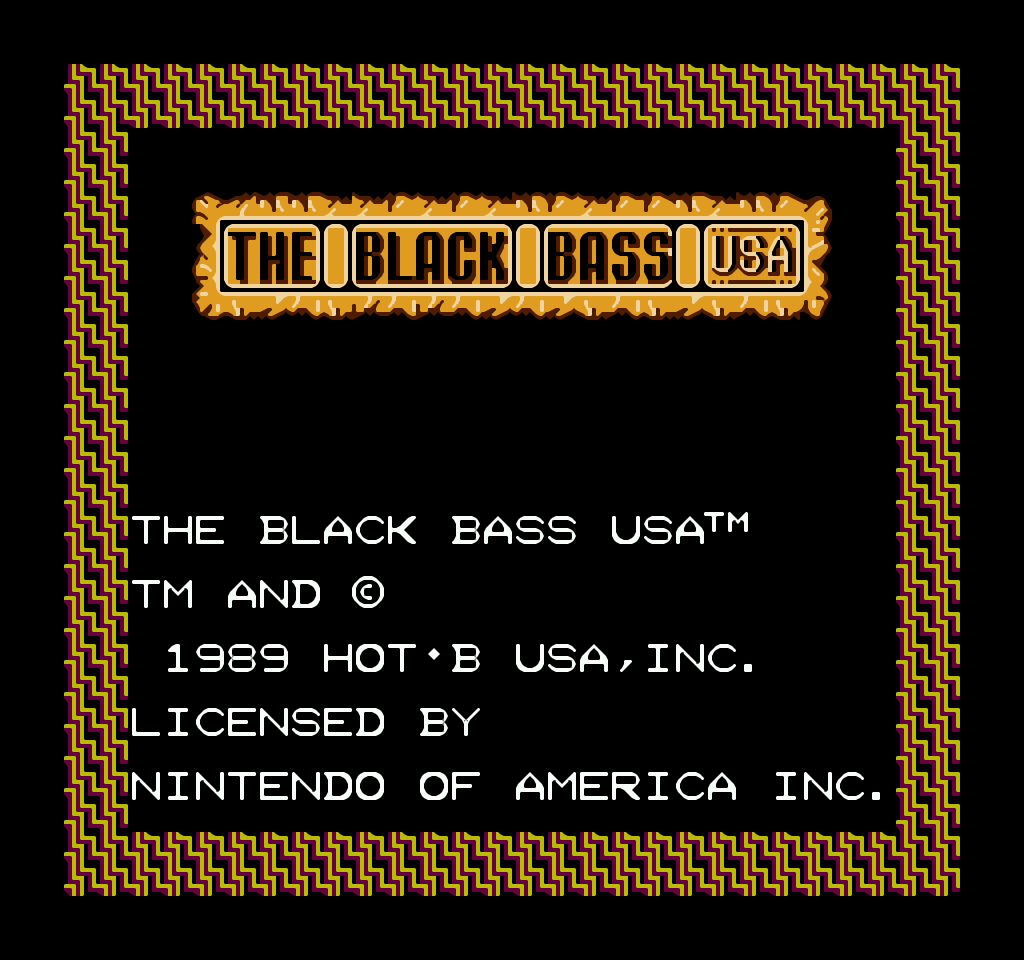 THE BLACK BASS USA
THE BLACK BASS USA™
TM AND ©
1989 HOT·B USA,INC.
LICENSED BY
NINTENDO OF AMERICA INC.